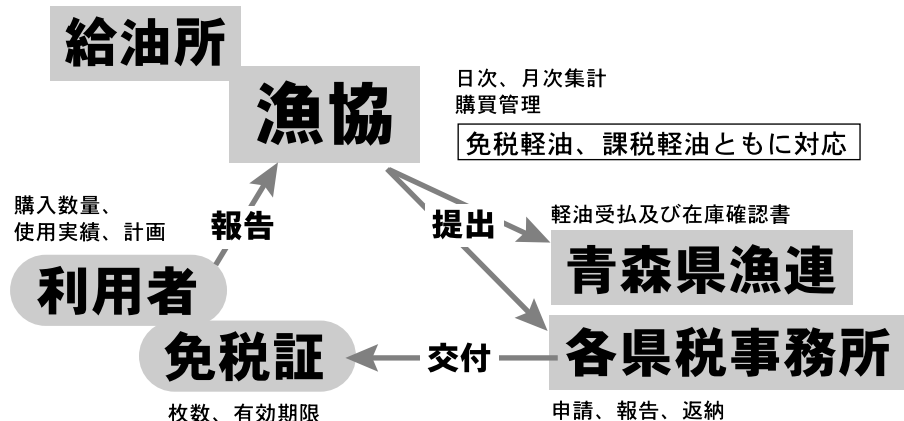 給油所
漁協
日次、月次集計
購買管理
免税軽油、課税軽油ともに対応
購入数量、
使用実績、計画
報告
提出
軽油受払及び在庫確認書
青森県漁連
利用者
免税証
交付
各県税事務所
枚数、有効期限
申請、報告、返納